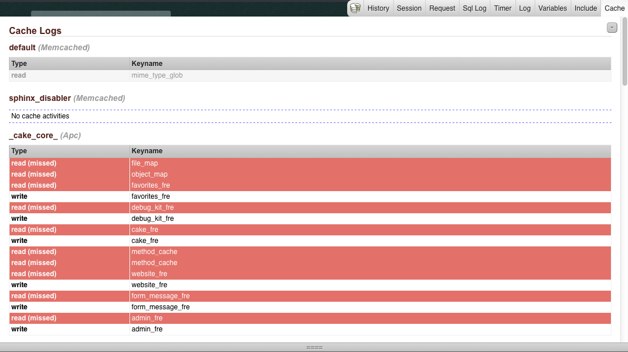 History Session Request Sql Log Timer Log Variables Include Cache
Cache Logs
-
default (Memcached)
Type Keyname
read mime_type_glob
sphinx_disabler (Memcached)
No cache activities
_cake_core_ (Apc)
Type Keyname
read (missed) file_map
read (missed) object_map
read (missed) favorites_fre
write favorites_fre
read (missed) debug_kit_fre
write debug_kit_fre
read (missed) cake_fre
write cake_fre
read (missed) method_cache
read (missed) method_cache
read (missed) website_fre
write website_fre
read (missed) form_message_fre
write form_message_fre
read (missed) admin_fre
write admin_fre
====